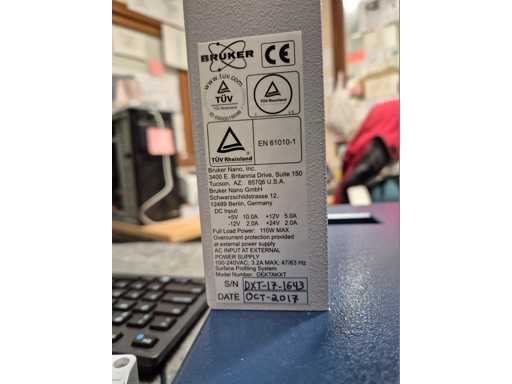 BRUKER CE
www.tuv.com
TÜV
TÜV Rheinland
TÜV Rheinland EN 61010-1
Bruker Nano, Inc.
3400 E. Britannia Drive, Suite 150
Tucson, AZ 85706 U.S.A.
Bruker Nano GmbH
Schwarzschildstrasse 12,
12489 Berlin, Germany
DC Input
+5V 10.0A +12V 5.0A
-12V 2.0A +24V 2.0A
Full Load Power: 110W MAX
Overcurrent protection provided
at external power supply
AC INPUT AT EXTERNAL
POWER SUPPLY
100-240VAC; 3.2A MAX; 47/63 Hz
Surface Profiling System
Model Number: DEKTAKXT
S/N DXT-17-1643
DATE OCT-2017